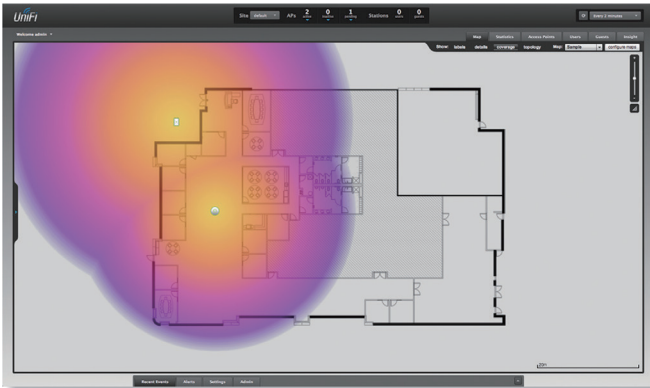 UniFi
Site default APs 2 0 1 Stations 0 0
Every 2 minutes
Welcome admin
Map Statistics Access Points Users Guests Insight
Show: labels details coverage topology Map: Sample configure maps
Recent Events Alerts Settings Admin